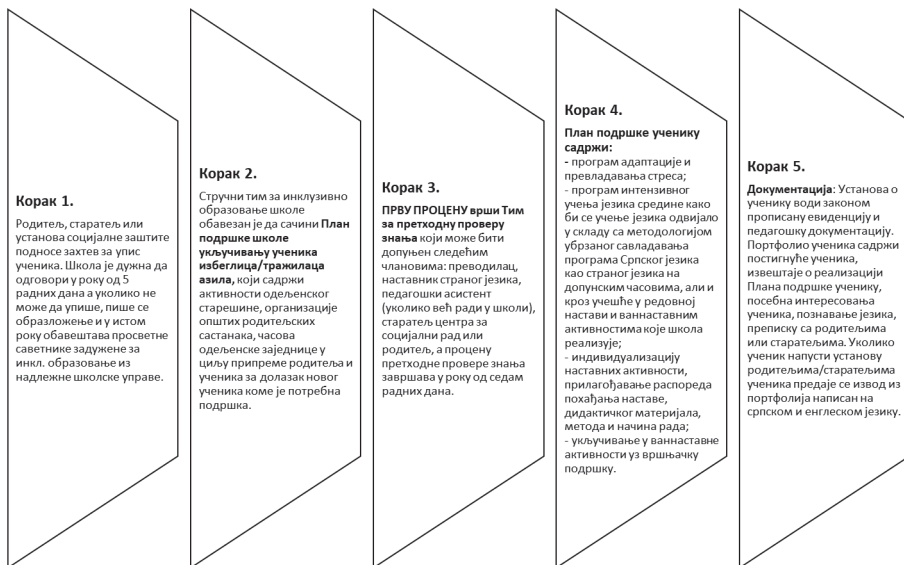 Корак 1.
Родитељ, старатељ или
установа социјалне заштите
подносе захтев за упис
ученика. Школа је дужна да
одговори у року од 5
радних дана а уколико не
може да упише, пише се
образложење и у истом
року обавештава просветне
саветнике задужене за
инкл. образовање из
надлежне школске управе.
Корак 2.
Стручни тим за инклузивно
образовање школе
обавезан је да сачини План
подршке школе
укључивању ученика
избеглица/тражилаца
азила, који садржи
активности одељенског
старешине, организације
општих родитељских
састанака, часова
одељенске заједнице у
циљу припреме родитеља и
ученика за долазак новог
ученика коме је потребна
подршка.
Корак 3.
ПРВУ ПРОЦЕНУ врши Тим
за претходну проверу
знања који може бити
допуњен следећим
члановима: преводилац,
наставник страног језика,
педагошки асистент
(уколико већ ради у школи),
старатељ центра за
социјални рад или
родитељ, а процену
претходне провере знања
завршава у року од седам
радних дана.
Корак 4.
План подршке ученику
садржи:
- програм адаптације и
превладавања стреса;
- програм интензивног
учења језика средине како
би се учење језика одвијало
у складу са методологијом
убрзаног савладавања
програма Српског језика
као страног језика на
допунским часовима, али и
кроз учешће у редовној
настави и ваннаставним
активностима које школа
реализује;
- индивидуализацију
наставних активности,
прилагођавање распореда
похађања наставе,
дидактичког материјала,
метода и начина рада;
- укључивање у ваннаставне
активности уз вршњачку
подршку.
Корак 5.
Документација: Установа о
ученику води законом
прописану евиденцију и
педагошку документацију.
Портфолио ученика садржи
постигнуће ученика,
извештаје о реализацији
Плана подршке ученику,
посебна интересовања
ученика, познавање језика,
преписку са родитељима
или старатељима. Уколико
ученик напусти установу
родитељима/старатељима
ученика предаје се извод из
портфолија написан на
српском и енглеском језику.